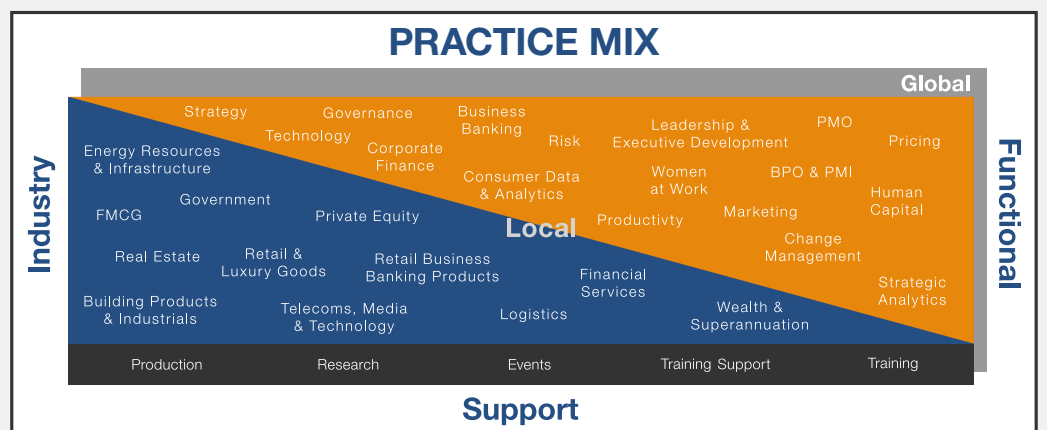 PRACTICE MIX
Global
Industry
Functional
Strategy
Governance
Business
Banking
Technology
Corporate
Finance
Risk
Leadership &
Executive Development
PMO
Pricing
Consumer Data
& Analytics
Women
at Work
BPO & PMI
Human
Capital
Productivty
Marketing
Change
Management
Strategic
Analytics
Local
Energy Resources
& Infrastructure
Government
FMCG
Private Equity
Real Estate
Retail &
Luxury Goods
Retail Business
Banking Products
Financial
Services
Building Products
& Industrials
Telecoms, Media
& Technology
Logistics
Wealth &
Superannuation
Production
Research
Events
Training Support
Training
Support